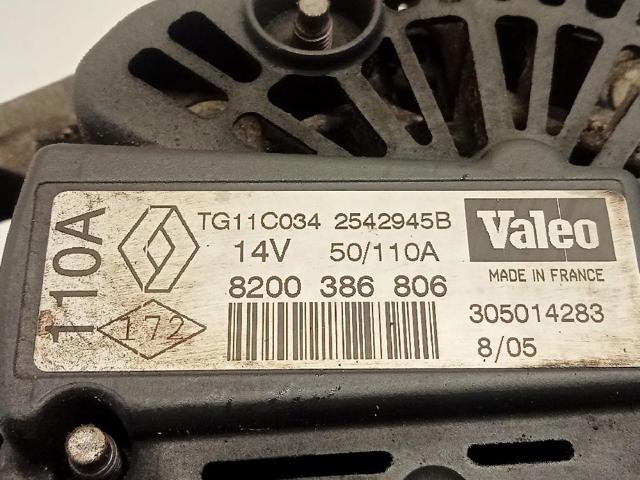 110A
TG11C034 2542945B
14V 50/110A
8200 386 806
172
Valeo
MADE IN FRANCE
305014283
8/05